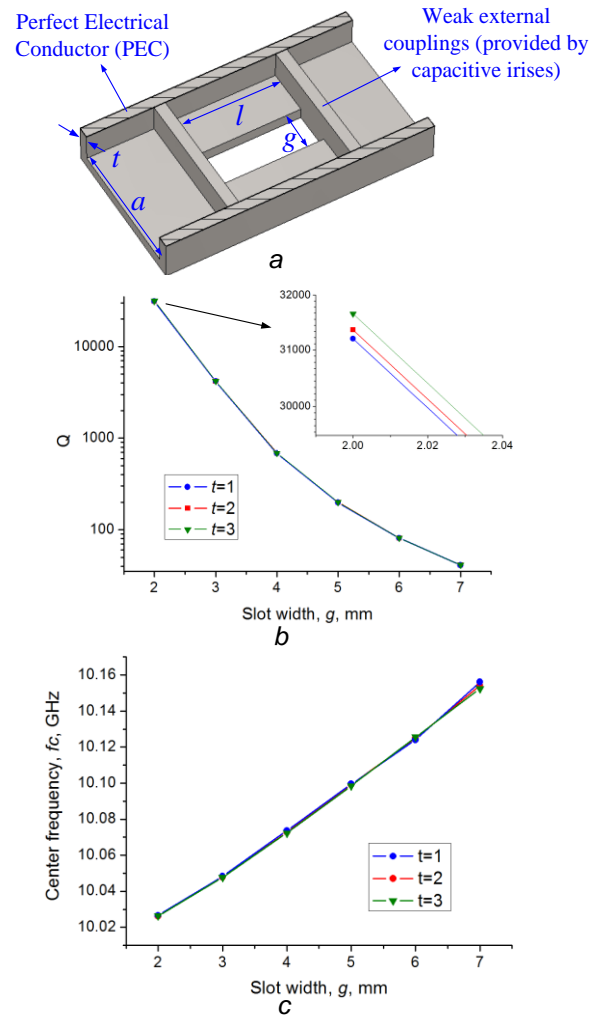 Perfect Electrical
Conductor (PEC)
Weak external
couplings (provided by
capacitive irises)
l
g
t
a
a
32000
31000
30000
2.00
2.02
2.04
10000
1000
100
Q
t=1
t=2
t=3
2
3
4
5
6
7
Slot width, g, mm
b
10.16
10.14
10.12
10.10
10.08
10.06
10.04
10.02
Center frequency, fc, GHz
t=1
t=2
t=3
2
3
4
5
6
7
Slot width, g, mm
c